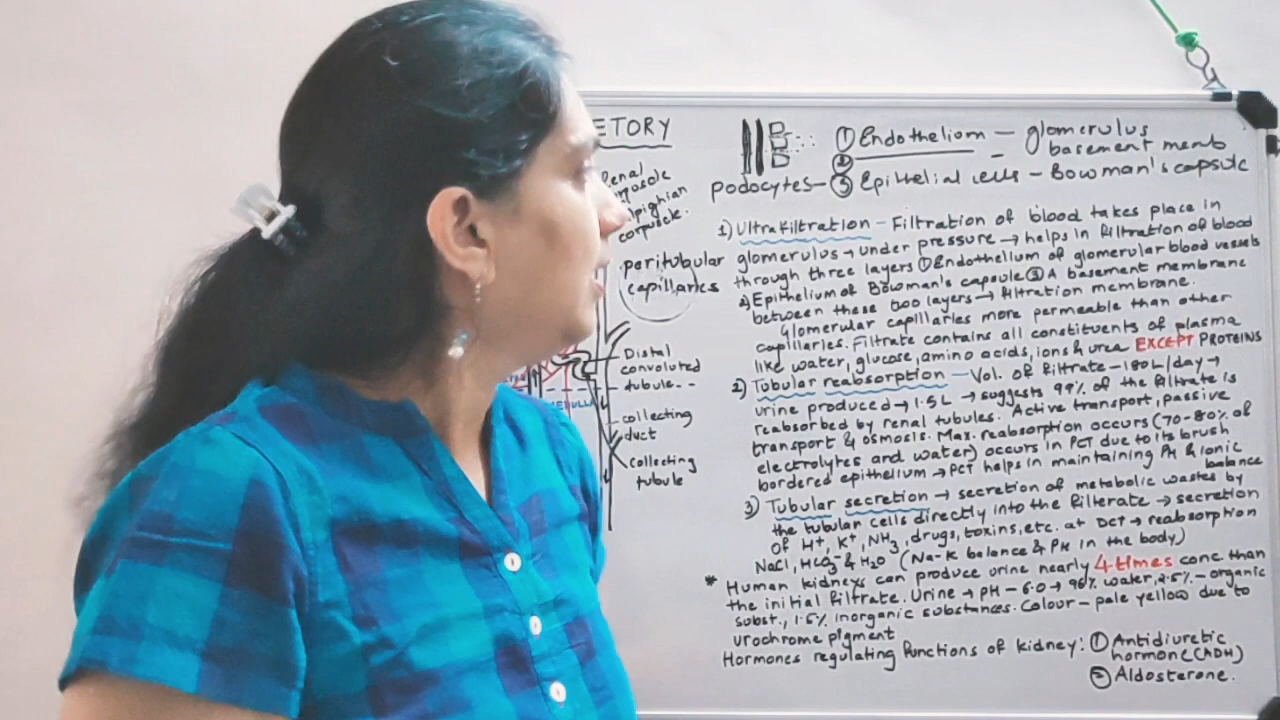 ETORY
① Endothelium — glomerulus
② — basement memb
podocytes — ③ Epithelial cells — Bowman's capsule
Renal
corpuscle
malpighian
corpuscle.
peritubular
capillaries
Distal
convoluted
tubule--
MEDULLA
collecting
duct
collecting
tubule
1) Ultrafiltration — Filtration of blood takes place in
glomerulus → under pressure → helps in filtration of blood
through three layers ① Endothelium of glomerular blood vessels
② Epithelium of Bowman's capsule ③ A basement membrane
between these two layers → filtration membrane.
Glomerular capillaries more permeable than other
capillaries. Filtrate contains all constituents of plasma
like water, glucose, amino acids, ions & urea EXCEPT PROTEINS
2) Tubular reabsorption — Vol. of filtrate — 180L/day →
urine produced → 1.5 L → suggests 99% of the filtrate is
reabsorbed by renal tubules. Active transport, passive
transport & osmosis. Max. reabsorption occurs (70-80% of
electrolytes and water) occurs in PCT due to its brush
bordered epithelium → PCT helps in maintaining PH & ionic
balance
3) Tubular secretion → secretion of metabolic wastes by
the tubular cells directly into the filterate → secretion
of H⁺, K⁺, NH₃, drugs, toxins, etc. at DCT → reabsorption
NaCl, HCO₃⁻ & H₂O (Na-K balance & PH in the body)
* Human kidneys can produce urine nearly 4 times conc than
the initial filtrate. Urine → pH - 6.0 → 96% water, 2.5% - organic
subst., 1.5% inorganic substances. Colour — pale yellow due to
urochrome pigment
Hormones regulating functions of kidney: ① Antidiuretic
hormone (ADH)
② Aldosterone.